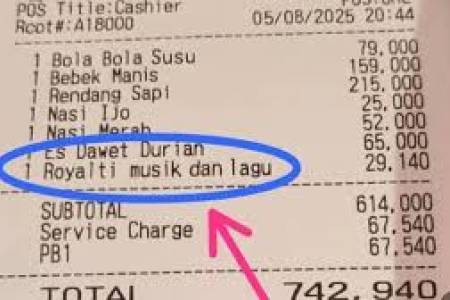 POS Title:Cashier
Rcpt#:A18000 05/08/2025 20:44
1 Bola Bola Susu 79,000
1 Bebek Manis 159,000
1 Rendang Sapi 215,000
1 Nasi Ijo 25,000
1 Nasi Merah 52,000
1 Es Dawet Durian 65,000
1 Royalti musik dan lagu 29,140
SUBTOTAL 614,000
Service Charge 67,540
PB1 67,540
TOTAL 742,940